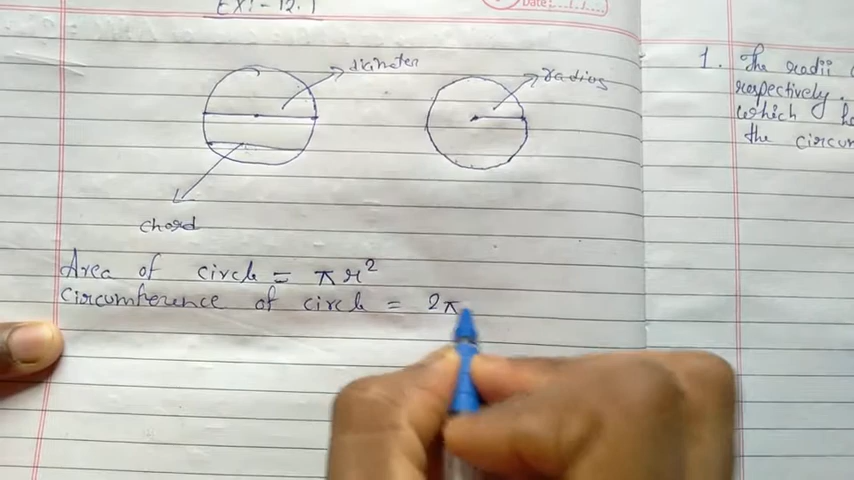 Ex:- 12.1
Date:
diameter
radius
chord
Area of circle = πr²
circumference of circle = 2π
1. The radii
respectively.
which
the circum